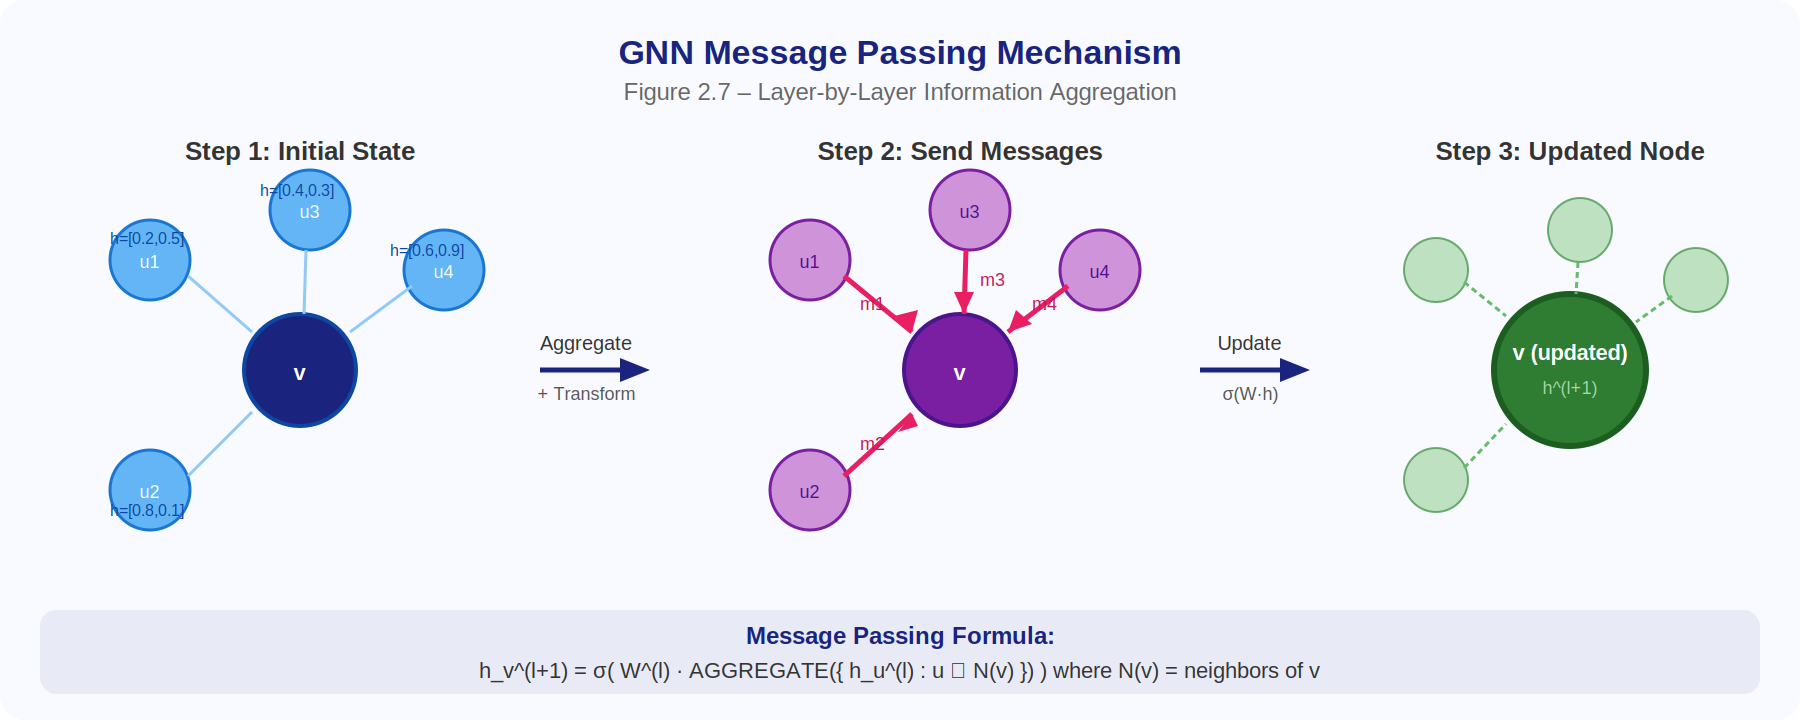 GNN Message Passing Mechanism
Figure 2.7 – Layer-by-Layer Information Aggregation
Step 1: Initial State
h=[0.4,0.3]
u3
h=[0.2,0.5]
u1
h=[0.6,0.9]
u4
v
u2
h=[0.8,0.1]
Aggregate
+ Transform
Step 2: Send Messages
u3
u1
u4
m3
m1
m4
v
m2
u2
Update
σ(W·h)
Step 3: Updated Node
v (updated)
h^(l+1)
Message Passing Formula:
h_v^(l+1) = σ( W^(l) · AGGREGATE({ h_u^(l) : u □ N(v) }) ) where N(v) = neighbors of v